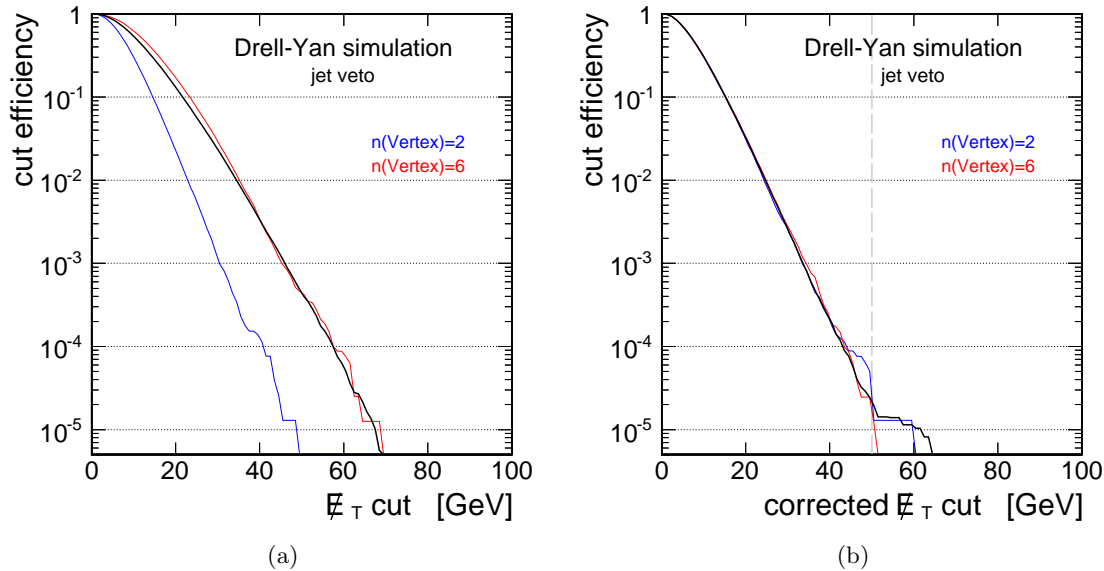 Drell-Yan simulation
jet veto
n(Vertex)=2
n(Vertex)=6
cut efficiency
1
10⁻¹
10⁻²
10⁻³
10⁻⁴
10⁻⁵
0 20 40 60 80 100
E̸_T cut [GeV]
(a)
Drell-Yan simulation
jet veto
n(Vertex)=2
n(Vertex)=6
cut efficiency
1
10⁻¹
10⁻²
10⁻³
10⁻⁴
10⁻⁵
0 20 40 60 80 100
corrected E̸_T cut [GeV]
(b)